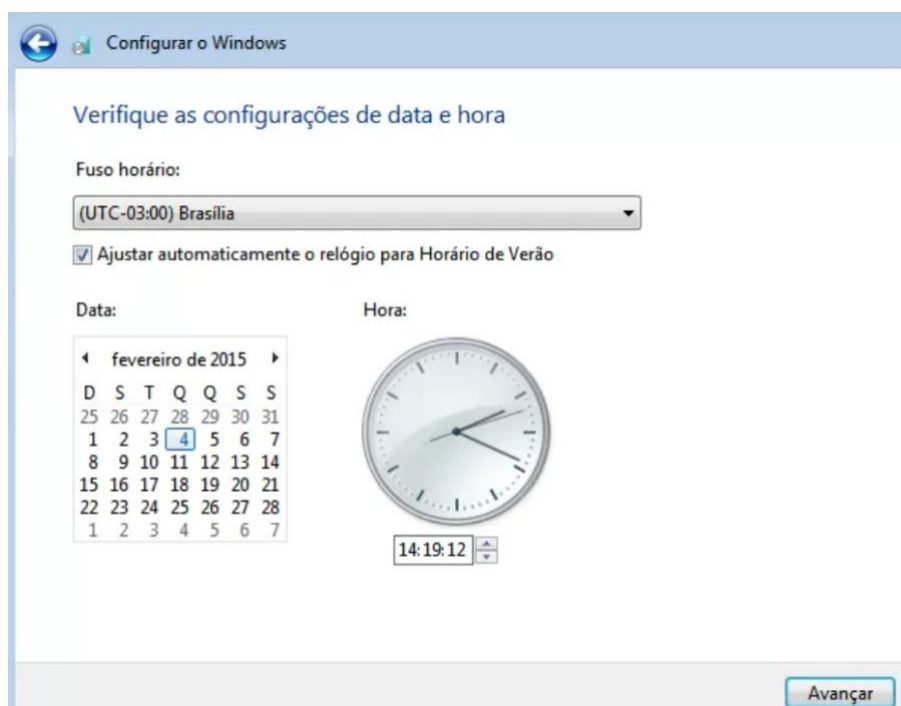 Configurar o Windows
Verifique as configurações de data e hora
Fuso horário:
(UTC-03:00) Brasília
Ajustar automaticamente o relógio para Horário de Verão
Data:
Hora:
fevereiro de 2015
D S T Q Q S S
25 26 27 28 29 30 31
1 2 3 4 5 6 7
8 9 10 11 12 13 14
15 16 17 18 19 20 21
22 23 24 25 26 27 28
1 2 3 4 5 6 7
14:19:12
Avançar